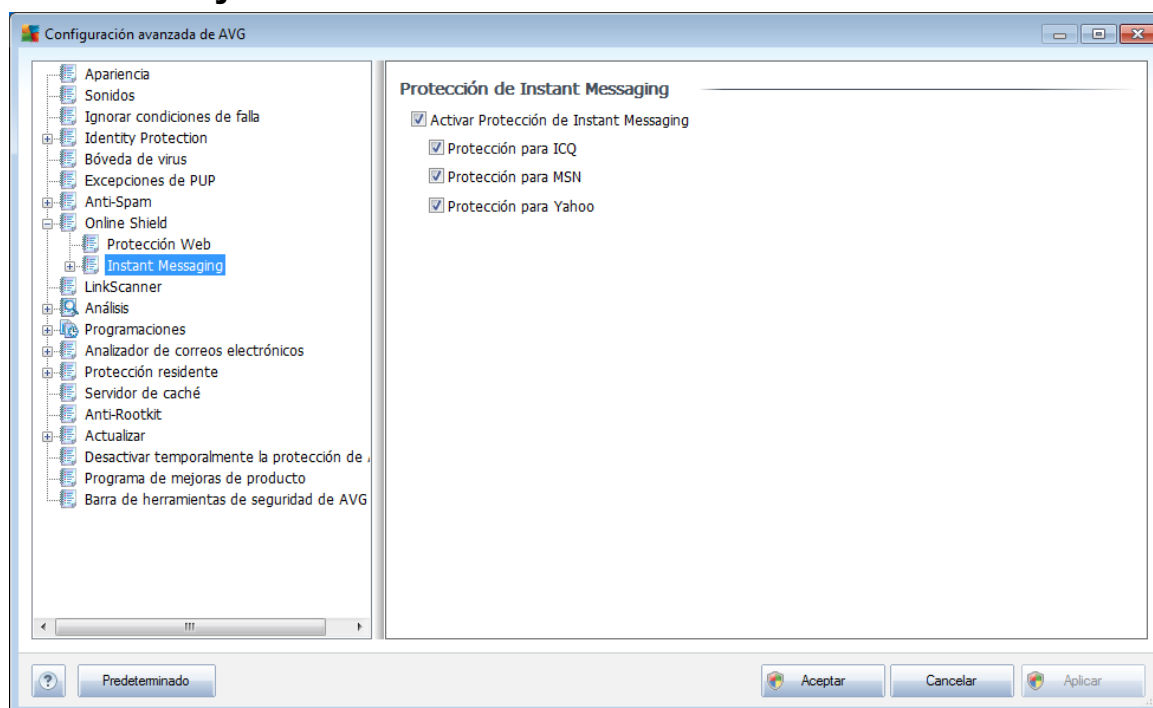 Configuración avanzada de AVG
Apariencia
Sonidos
Ignorar condiciones de falla
Identity Protection
Bóveda de virus
Excepciones de PUP
Anti-Spam
Online Shield
Protección Web
Instant Messaging
LinkScanner
Análisis
Programaciones
Analizador de correos electrónicos
Protección residente
Servidor de caché
Anti-Rootkit
Actualizar
Desactivar temporalmente la protección de
Programa de mejoras de producto
Barra de herramientas de seguridad de AVG
Protección de Instant Messaging
Activar Protección de Instant Messaging
Protección para ICQ
Protección para MSN
Protección para Yahoo
?
Predeterminado
Aceptar
Cancelar
Aplicar